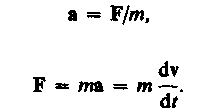 a = F/m,
F = ma = m dv/dt.